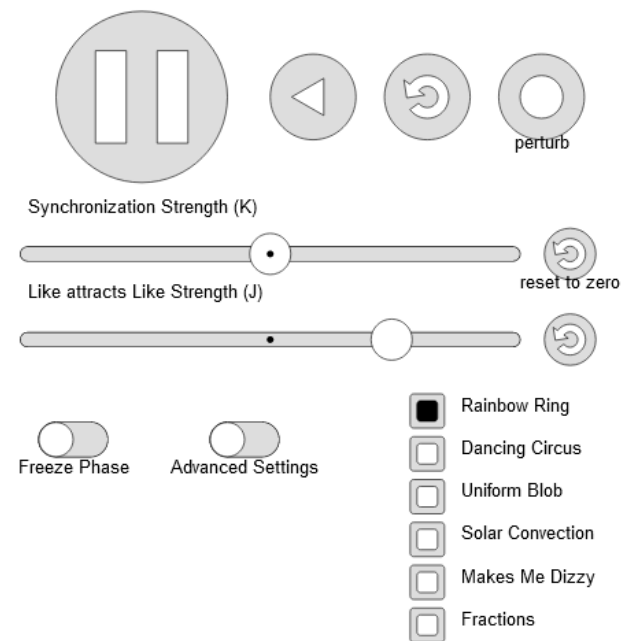 perturb
Synchronization Strength (K)
reset to zero
Like attracts Like Strength (J)
Freeze Phase
Advanced Settings
Rainbow Ring
Dancing Circus
Uniform Blob
Solar Convection
Makes Me Dizzy
Fractions